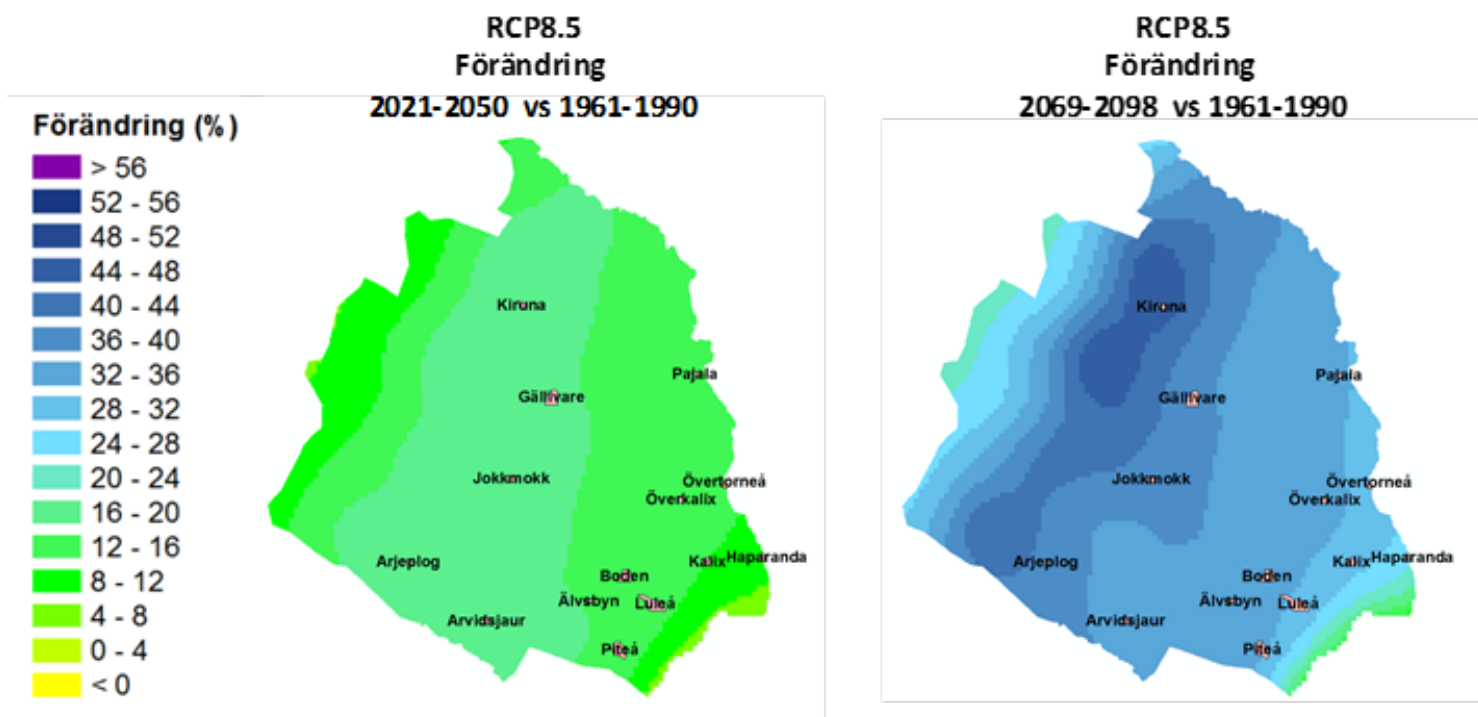 RCP8.5
Förändring
2021-2050 vs 1961-1990
RCP8.5
Förändring
2069-2098 vs 1961-1990
Förändring (%)
> 56
52 - 56
48 - 52
44 - 48
40 - 44
36 - 40
32 - 36
28 - 32
24 - 28
20 - 24
16 - 20
12 - 16
8 - 12
4 - 8
0 - 4
< 0
Kiruna
Pajala
Gällivare
Jokkmokk
Övertorneå
Överkalix
Arjeplog
Kalix
Haparanda
Boden
Älvsbyn
Luleå
Arvidsjaur
Piteå
Kiruna
Pajala
Gällivare
Jokkmokk
Övertorneå
Överkalix
Arjeplog
Kalix
Haparanda
Boden
Älvsbyn
Luleå
Arvidsjaur
Piteå